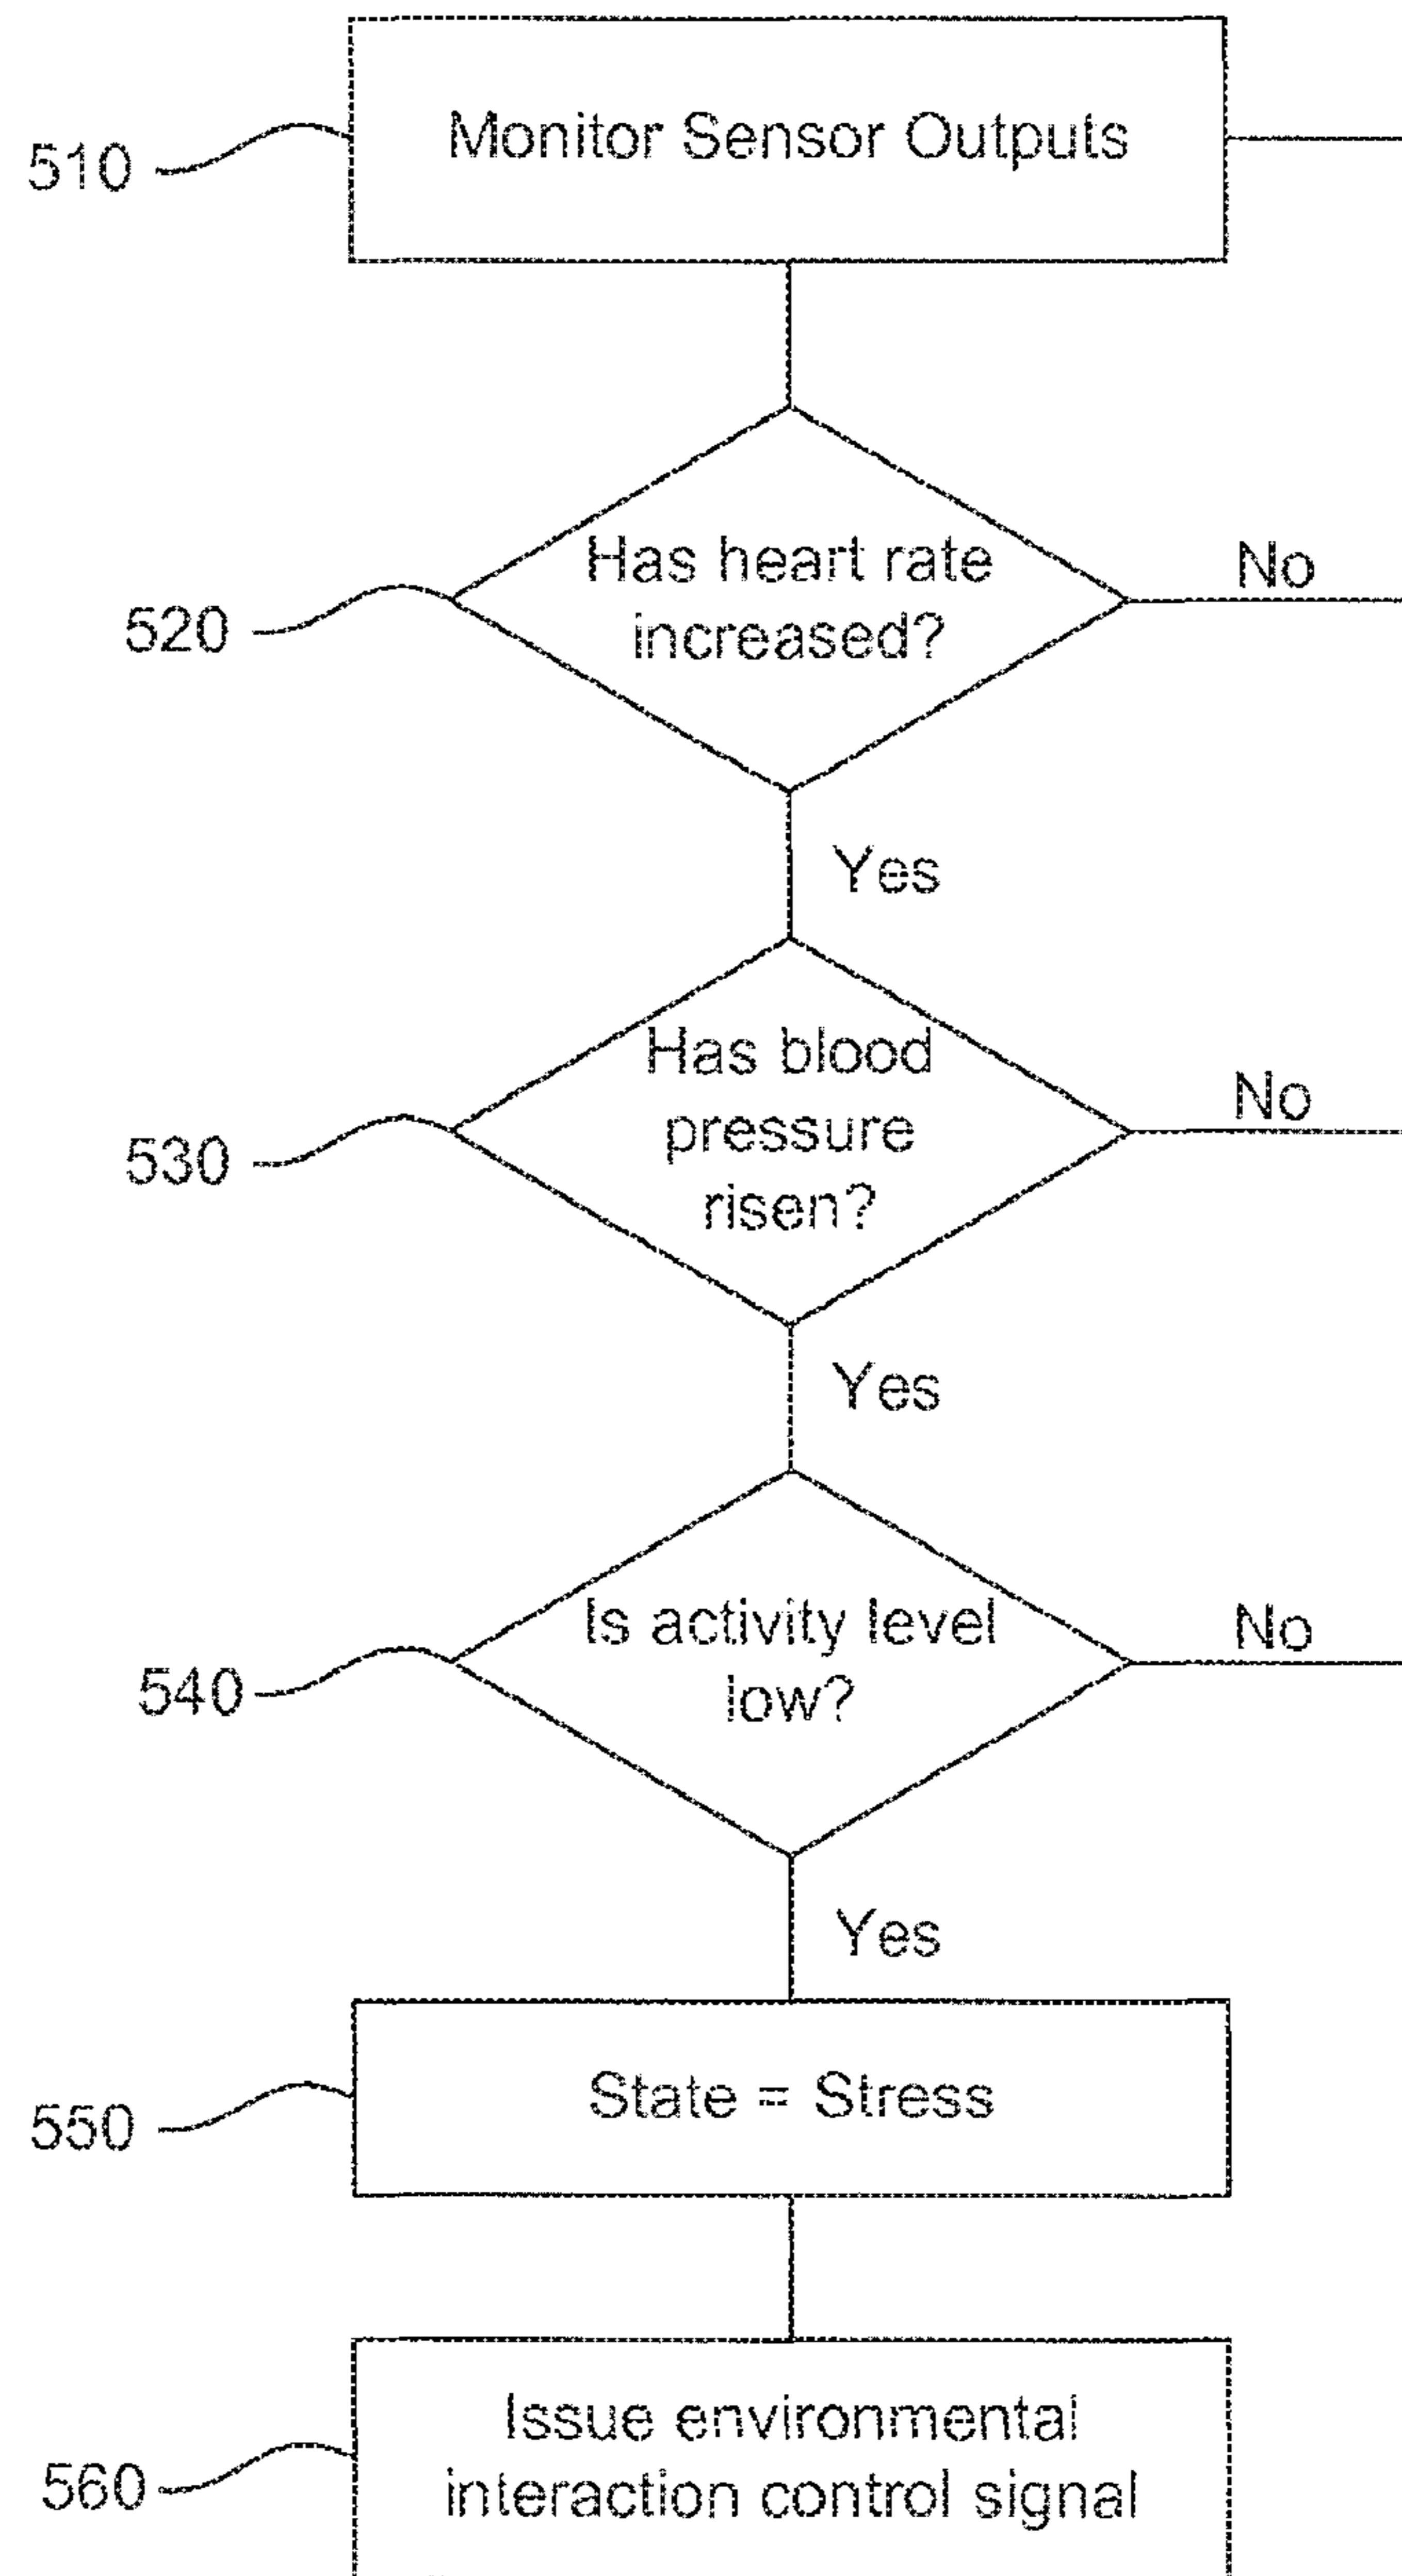 Monitor Sensor Outputs
510
Has heart rate
increased?
No
520
Yes
Has blood
pressure
risen?
No
530
Yes
Is activity level
low?
No
540
Yes
State = Stress
550
Issue environmental
interaction control signal
560